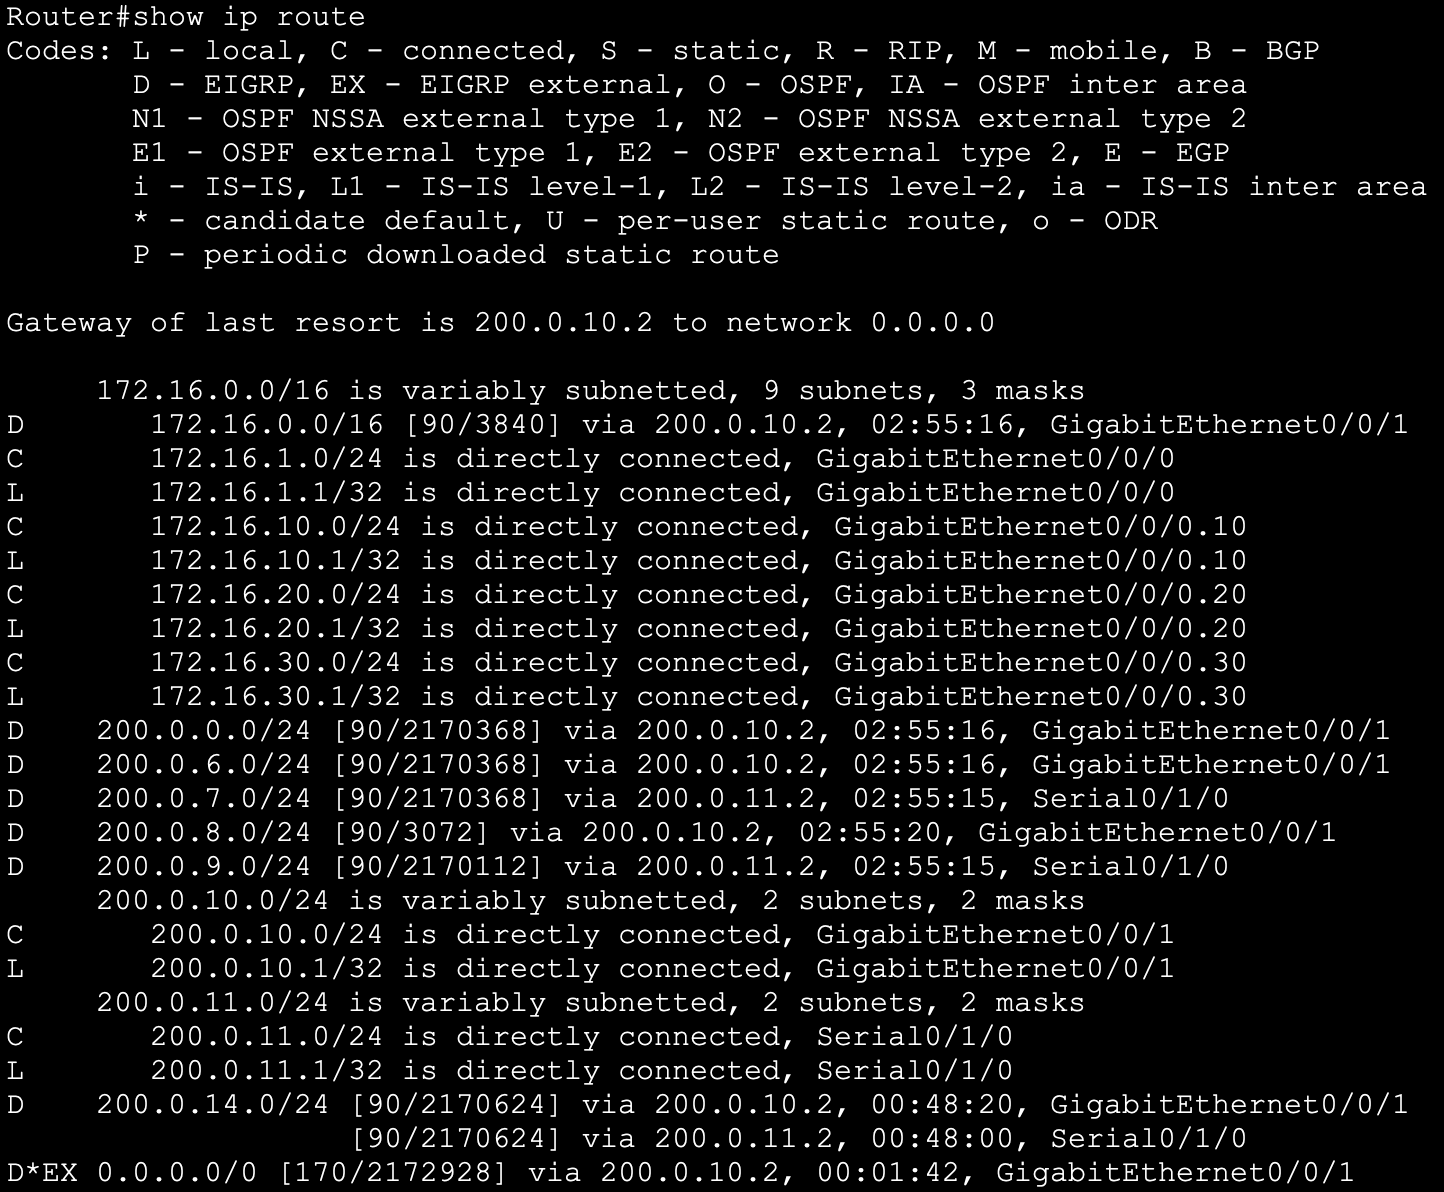 Router#show ip route
Codes: L - local, C - connected, S - static, R - RIP, M - mobile, B - BGP
       D - EIGRP, EX - EIGRP external, O - OSPF, IA - OSPF inter area
       N1 - OSPF NSSA external type 1, N2 - OSPF NSSA external type 2
       E1 - OSPF external type 1, E2 - OSPF external type 2, E - EGP
       i - IS-IS, L1 - IS-IS level-1, L2 - IS-IS level-2, ia - IS-IS inter area
       * - candidate default, U - per-user static route, o - ODR
       P - periodic downloaded static route

Gateway of last resort is 200.0.10.2 to network 0.0.0.0

     172.16.0.0/16 is variably subnetted, 9 subnets, 3 masks
D       172.16.0.0/16 [90/3840] via 200.0.10.2, 02:55:16, GigabitEthernet0/0/1
C       172.16.1.0/24 is directly connected, GigabitEthernet0/0/0
L       172.16.1.1/32 is directly connected, GigabitEthernet0/0/0
C       172.16.10.0/24 is directly connected, GigabitEthernet0/0/0.10
L       172.16.10.1/32 is directly connected, GigabitEthernet0/0/0.10
C       172.16.20.0/24 is directly connected, GigabitEthernet0/0/0.20
L       172.16.20.1/32 is directly connected, GigabitEthernet0/0/0.20
C       172.16.30.0/24 is directly connected, GigabitEthernet0/0/0.30
L       172.16.30.1/32 is directly connected, GigabitEthernet0/0/0.30
D    200.0.0.0/24 [90/2170368] via 200.0.10.2, 02:55:16, GigabitEthernet0/0/1
D    200.0.6.0/24 [90/2170368] via 200.0.10.2, 02:55:16, GigabitEthernet0/0/1
D    200.0.7.0/24 [90/2170368] via 200.0.11.2, 02:55:15, Serial0/1/0
D    200.0.8.0/24 [90/3072] via 200.0.10.2, 02:55:20, GigabitEthernet0/0/1
D    200.0.9.0/24 [90/2170112] via 200.0.11.2, 02:55:15, Serial0/1/0
     200.0.10.0/24 is variably subnetted, 2 subnets, 2 masks
C       200.0.10.0/24 is directly connected, GigabitEthernet0/0/1
L       200.0.10.1/32 is directly connected, GigabitEthernet0/0/1
     200.0.11.0/24 is variably subnetted, 2 subnets, 2 masks
C       200.0.11.0/24 is directly connected, Serial0/1/0
L       200.0.11.1/32 is directly connected, Serial0/1/0
D    200.0.14.0/24 [90/2170624] via 200.0.10.2, 00:48:20, GigabitEthernet0/0/1
                   [90/2170624] via 200.0.11.2, 00:48:00, Serial0/1/0
D*EX 0.0.0.0/0 [170/2172928] via 200.0.10.2, 00:01:42, GigabitEthernet0/0/1